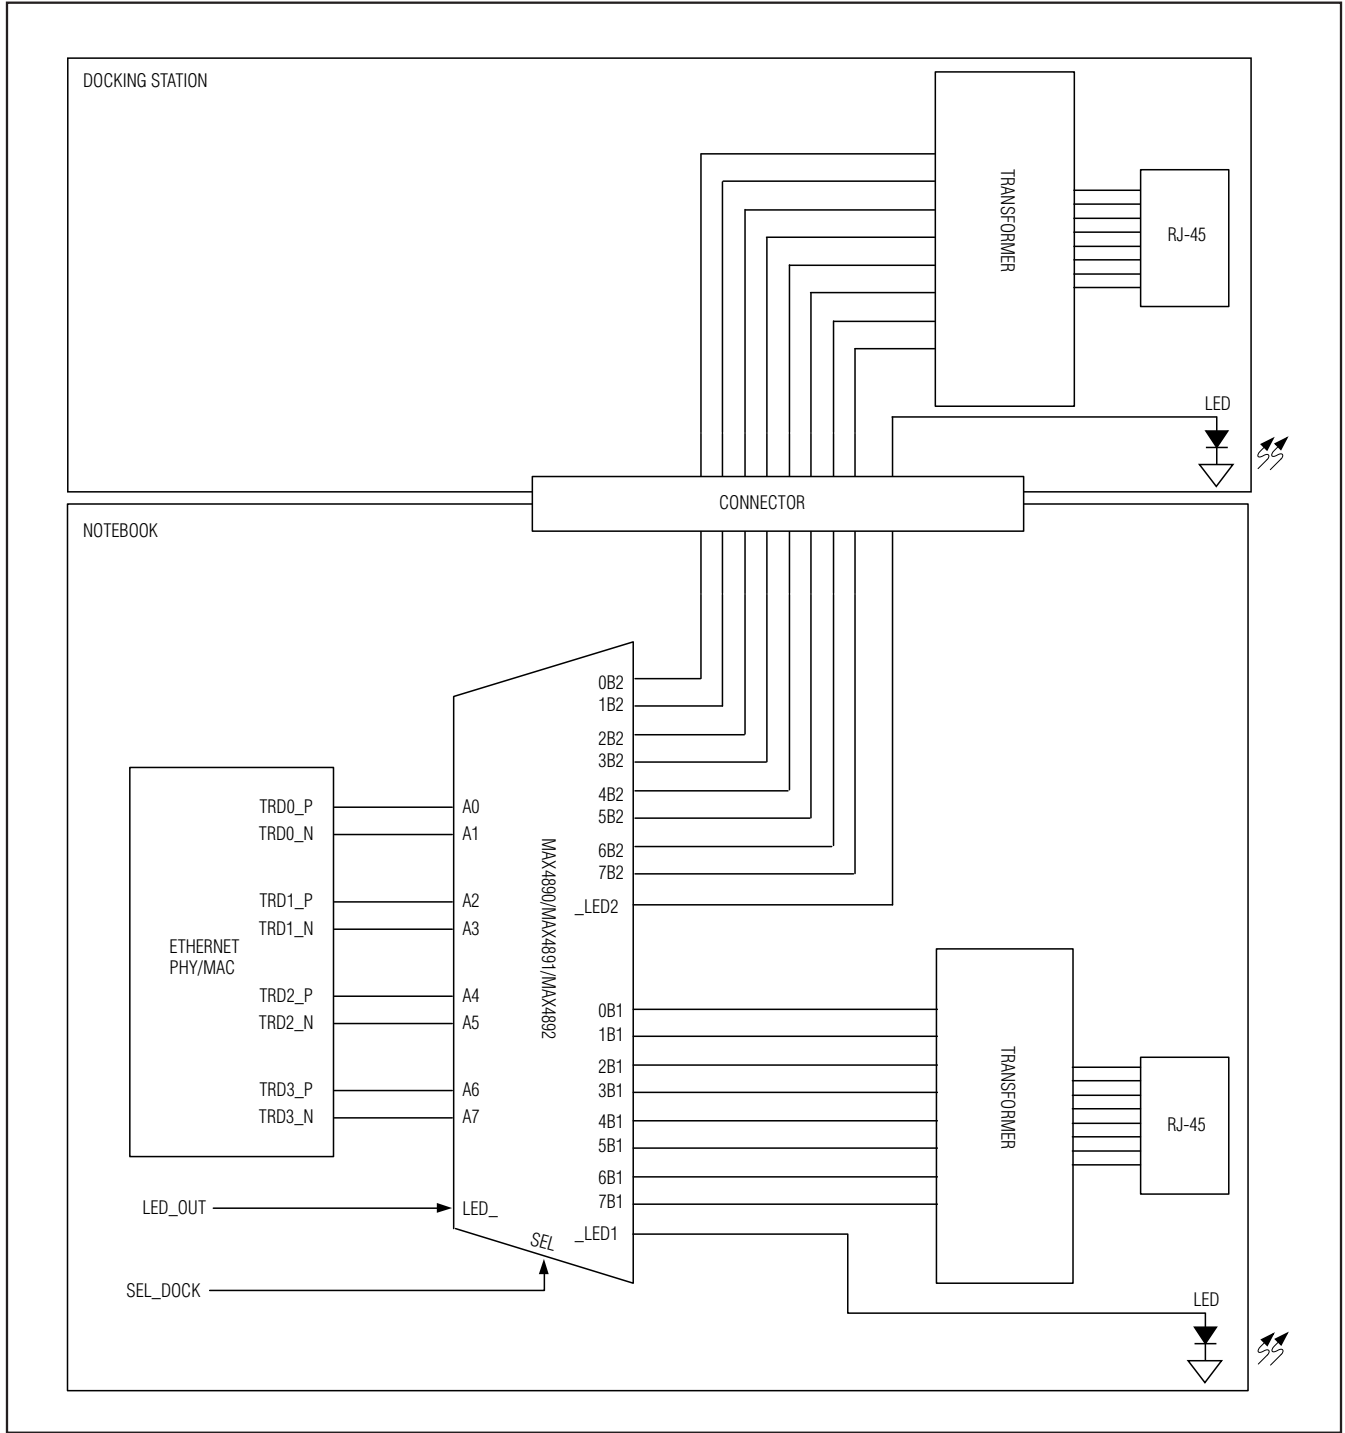 DOCKING STATION
TRANSFORMER
RJ-45
LED
CONNECTOR
NOTEBOOK
ETHERNET
PHY/MAC
TRD0_P
TRD0_N
TRD1_P
TRD1_N
TRD2_P
TRD2_N
TRD3_P
TRD3_N
LED_OUT
SEL_DOCK
A0
A1
A2
A3
A4
A5
A6
A7
LED_
SEL
MAX4890/MAX4891/MAX4892
0B2
1B2
2B2
3B2
4B2
5B2
6B2
7B2
_LED2
0B1
1B1
2B1
3B1
4B1
5B1
6B1
7B1
_LED1
TRANSFORMER
RJ-45
LED